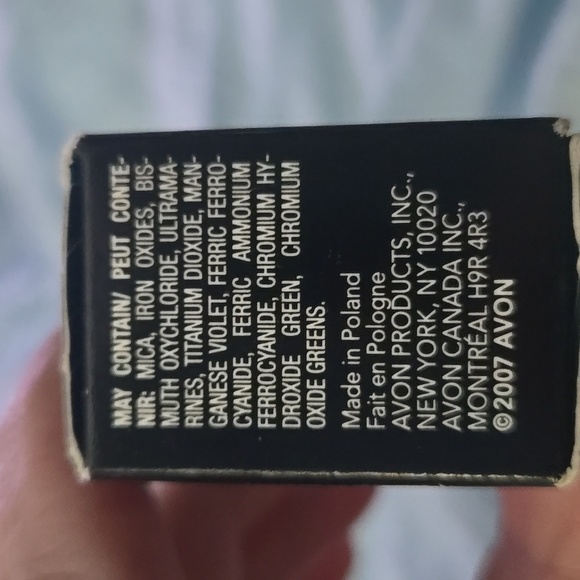 MAY CONTAIN/ PEUT CONTE-
NIR: MICA, IRON OXIDES, BIS-
MUTH OXYCHLORIDE, ULTRAMA-
RINES, TITANIUM DIOXIDE, MAN-
GANESE VIOLET, FERRIC FERRO-
CYANIDE, FERRIC AMMONIUM
FERROCYANIDE, CHROMIUM HY-
DROXIDE GREEN, CHROMIUM
OXIDE GREENS.
Made in Poland
Fait en Pologne
AVON PRODUCTS, INC.,
NEW YORK, NY 10020
AVON CANADA INC.,
MONTRÉAL H9R 4R3
©2007 AVON